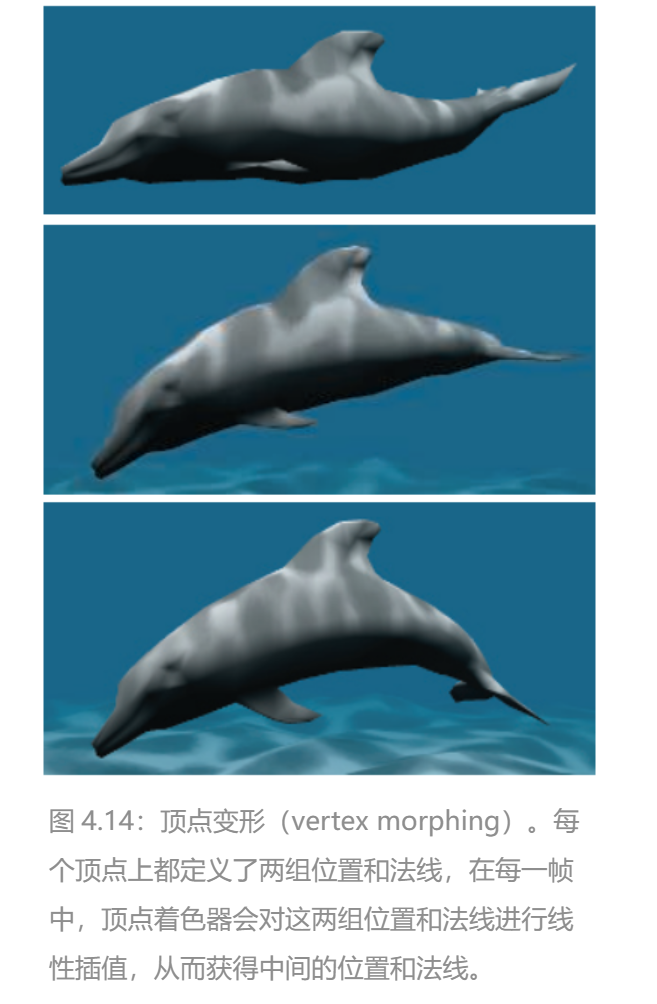 图 4.14：顶点变形（vertex morphing）。每
个顶点上都定义了两组位置和法线，在每一帧
中，顶点着色器会对这两组位置和法线进行线
性插值，从而获得中间的位置和法线。